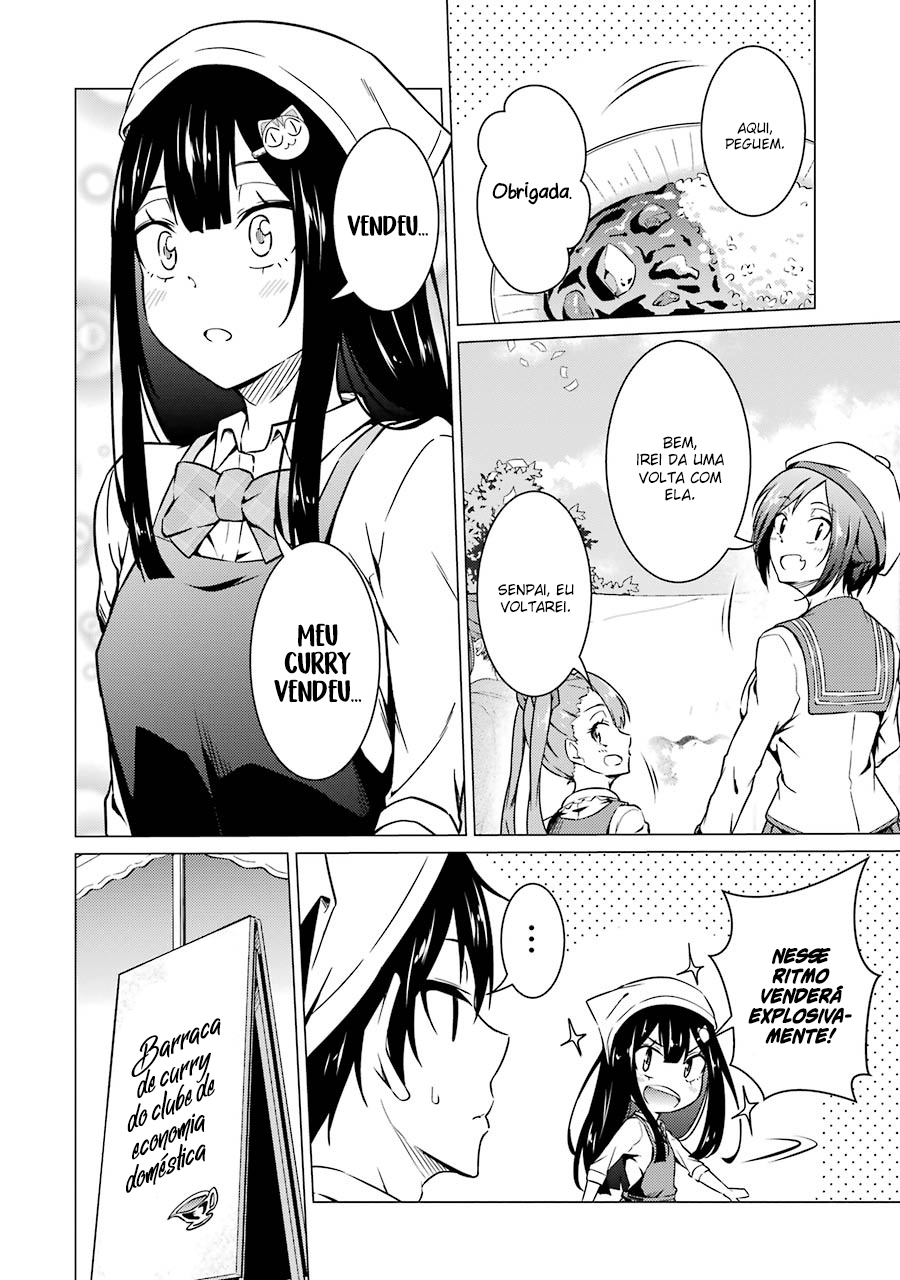 AQUI,
PEGUEM.
Obrigada.
VENDEU...
BEM,
IREI DA UMA
VOLTA COM
ELA.
SENPAI, EU
VOLTAREI.
MEU
CURRY
VENDEU...
NESSE
RITMO
VENDERÁ
EXPLOSIVA-
MENTE!
...
Barraca
de curry
do clube de
economia
doméstica